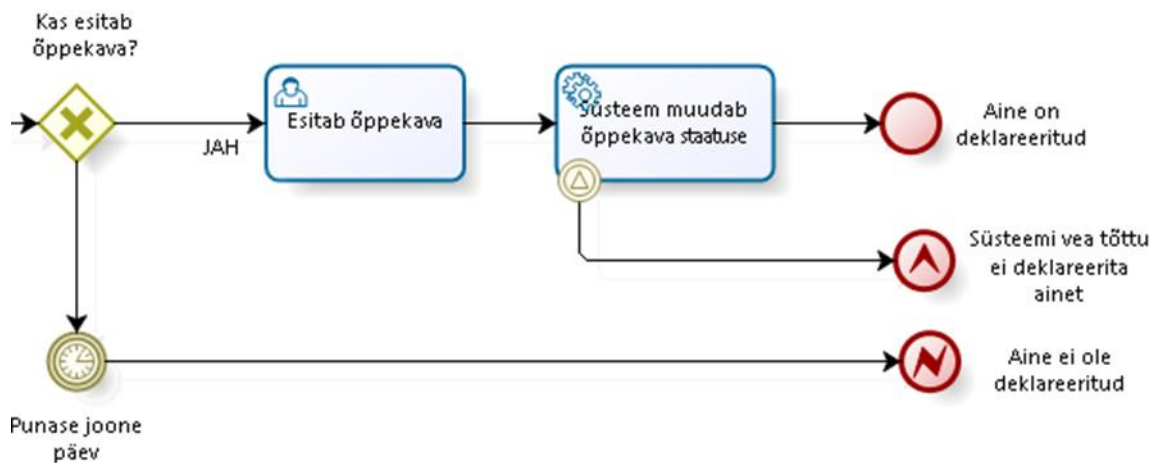 Kas esitab
õppekava?
JAH
Esitab õppekava
Süsteem muudab
õppekava staatuse
Aine on
deklareeritud
Süsteemi vea tõttu
ei deklareerita
ainet
Punase joone
päev
Aine ei ole
deklareeritud